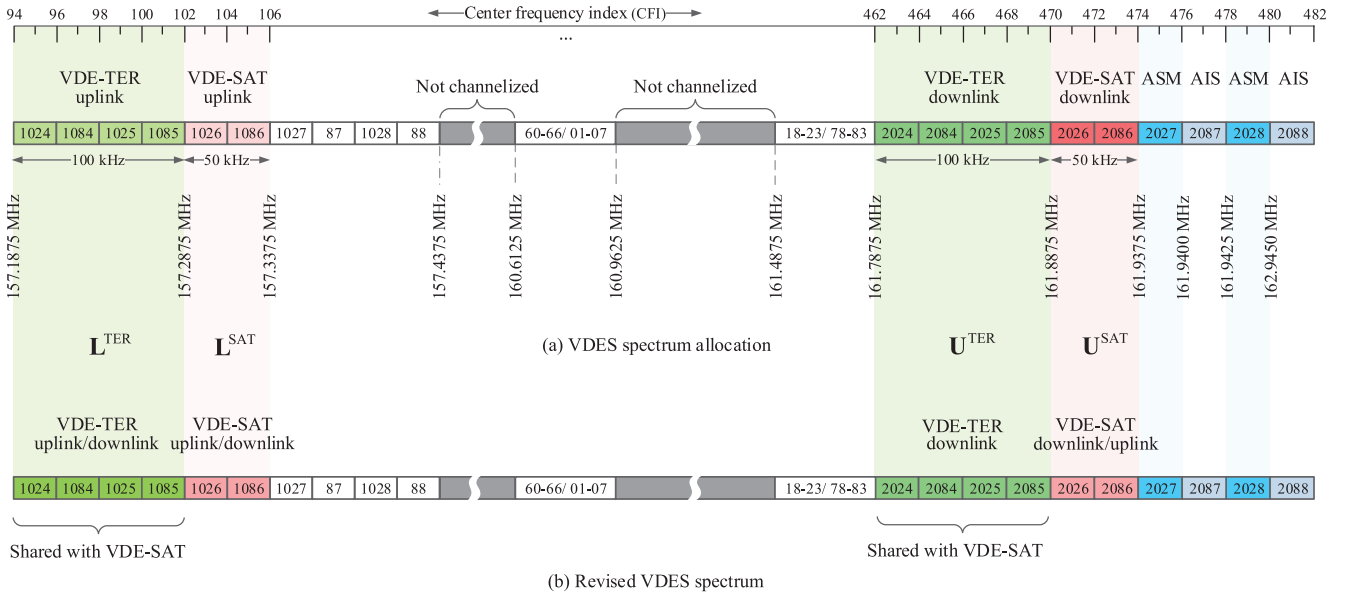 94 96 98 100 102 104 106 Center frequency index (CFI) 462 464 466 468 470 472 474 476 478 480 482
...
VDE-TER uplink
VDE-SAT uplink
Not channelized
Not channelized
VDE-TER downlink
VDE-SAT downlink
ASM AIS ASM AIS
1024 1084 1025 1085 1026 1086 1027 87 1028 88 60-66/ 01-07 18-23/ 78-83 2024 2084 2025 2085 2026 2086 2027 2087 2028 2088
100 kHz 50 kHz 100 kHz 50 kHz
157.1875 MHz
157.2875 MHz
157.3375 MHz
157.4375 MHz
160.6125 MHz
160.9625 MHz
161.4875 MHz
161.7875 MHz
161.8875 MHz
161.9375 MHz
161.9400 MHz
161.9425 MHz
162.9450 MHz
L^TER L^SAT U^TER U^SAT
(a) VDES spectrum allocation
VDE-TER uplink/downlink
VDE-SAT uplink/downlink
VDE-TER downlink
VDE-SAT downlink/uplink
1024 1084 1025 1085 1026 1086 1027 87 1028 88 60-66/ 01-07 18-23/ 78-83 2024 2084 2025 2085 2026 2086 2027 2087 2028 2088
Shared with VDE-SAT Shared with VDE-SAT
(b) Revised VDES spectrum